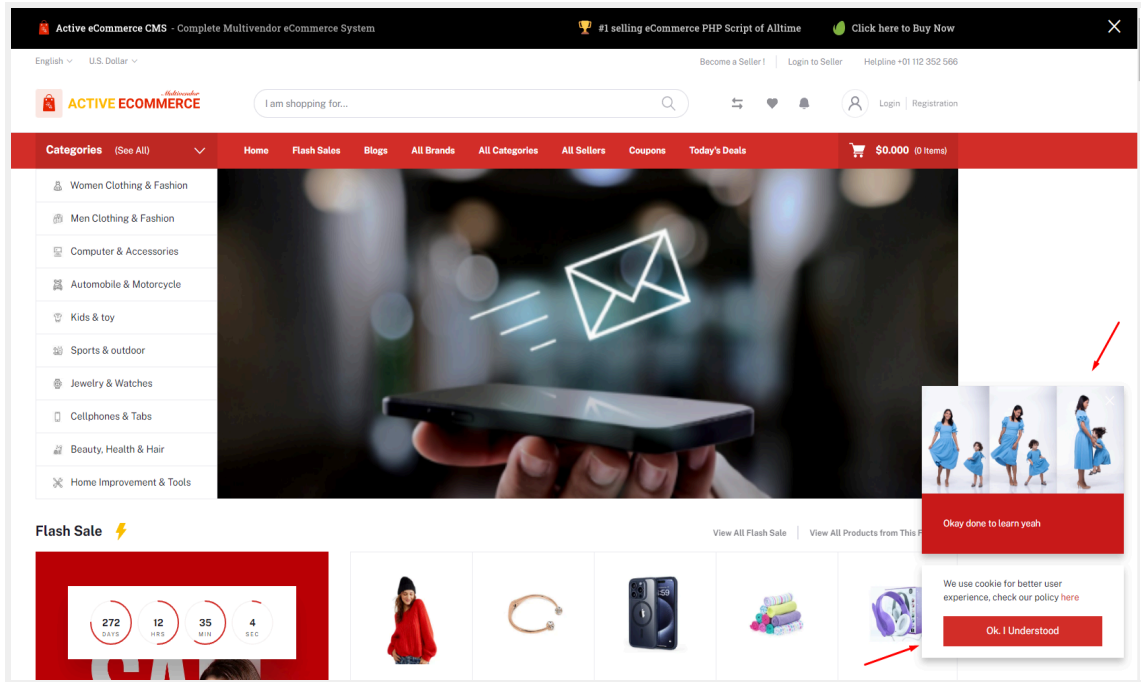 Active eCommerce CMS - Complete Multivendor eCommerce System
#1 selling eCommerce PHP Script of Alltime
Click here to Buy Now
English
U.S. Dollar
Become a Seller !
Login to Seller
Helpline +01 112 352 566
Multivendor
ACTIVE ECOMMERCE
I am shopping for...
Login
Registration
Categories (See All)
Home
Flash Sales
Blogs
All Brands
All Categories
All Sellers
Coupons
Today's Deals
$0.000 (0 Items)
Women Clothing & Fashion
Men Clothing & Fashion
Computer & Accessories
Automobile & Motorcycle
Kids & toy
Sports & outdoor
Jewelry & Watches
Cellphones & Tabs
Beauty, Health & Hair
Home Improvement & Tools
Okay done to learn yeah
Flash Sale
View All Flash Sale
View All Products from This F
We use cookie for better user
experience, check our policy here
Ok. I Understood
272
DAYS
12
HRS
35
MIN
4
SEC